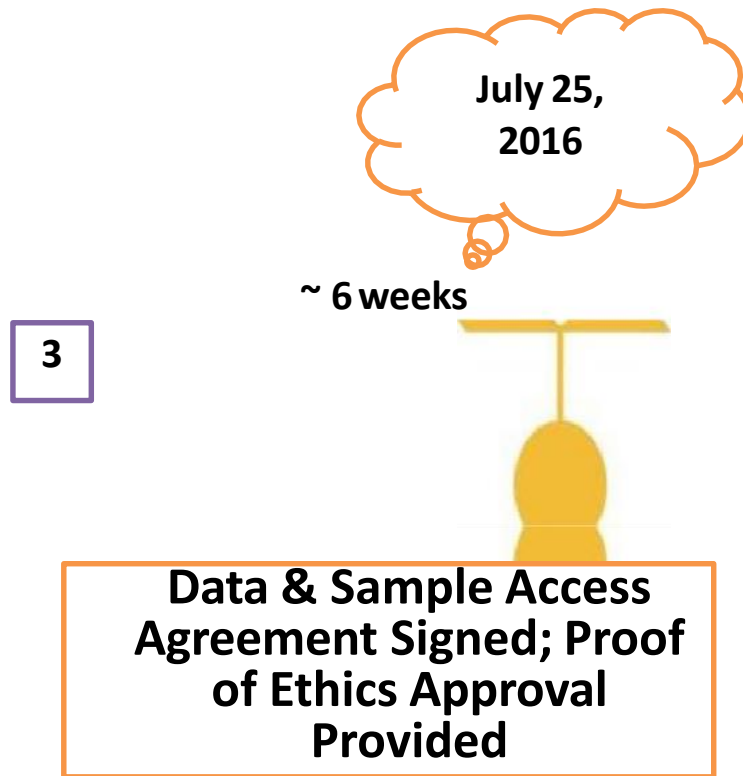 July 25,
2016
~ 6 weeks
3
Data & Sample Access
Agreement Signed; Proof
of Ethics Approval
Provided